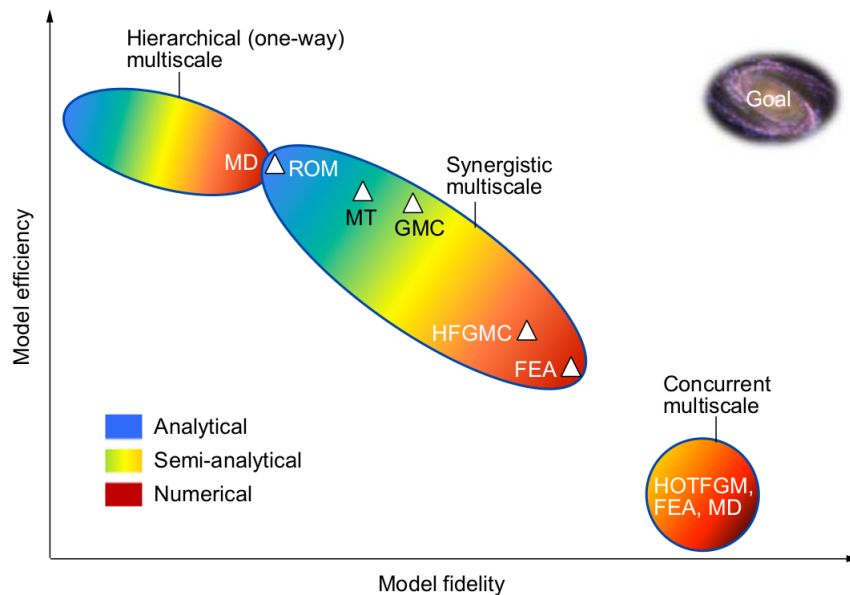 Hierarchical (one-way)
multiscale
Goal
MD
ROM
Synergistic
multiscale
MT
GMC
HFGMC
FEA
Concurrent
multiscale
HOTFGM,
FEA, MD
Analytical
Semi-analytical
Numerical
Model efficiency
Model fidelity